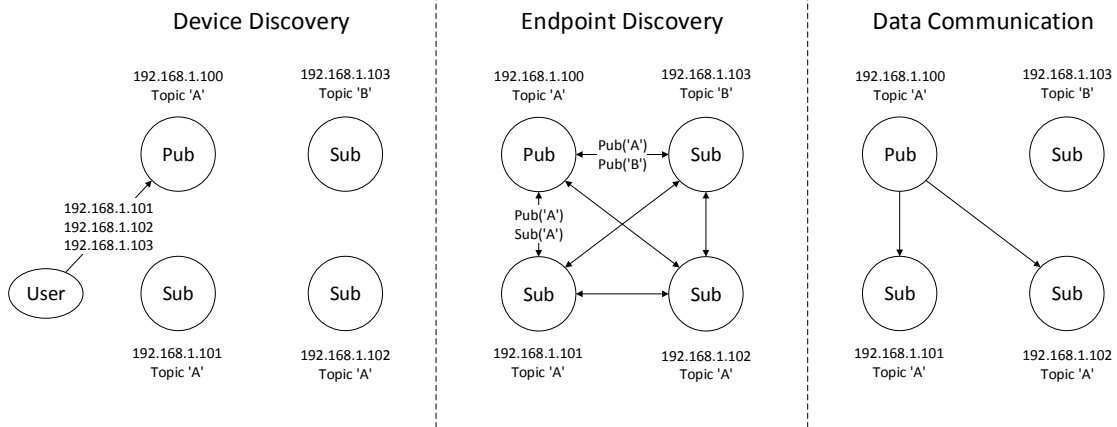 Device Discovery
192.168.1.100
Topic 'A'
192.168.1.103
Topic 'B'
Pub
Sub
192.168.1.101
192.168.1.102
192.168.1.103
User
Sub
Sub
192.168.1.101
Topic 'A'
192.168.1.102
Topic 'A'
Endpoint Discovery
192.168.1.100
Topic 'A'
192.168.1.103
Topic 'B'
Pub
Pub('A')
Pub('B')
Sub
Pub('A')
Sub('A')
Sub
Sub
192.168.1.101
Topic 'A'
192.168.1.102
Topic 'A'
Data Communication
192.168.1.100
Topic 'A'
192.168.1.103
Topic 'B'
Pub
Sub
Sub
Sub
192.168.1.101
Topic 'A'
192.168.1.102
Topic 'A'